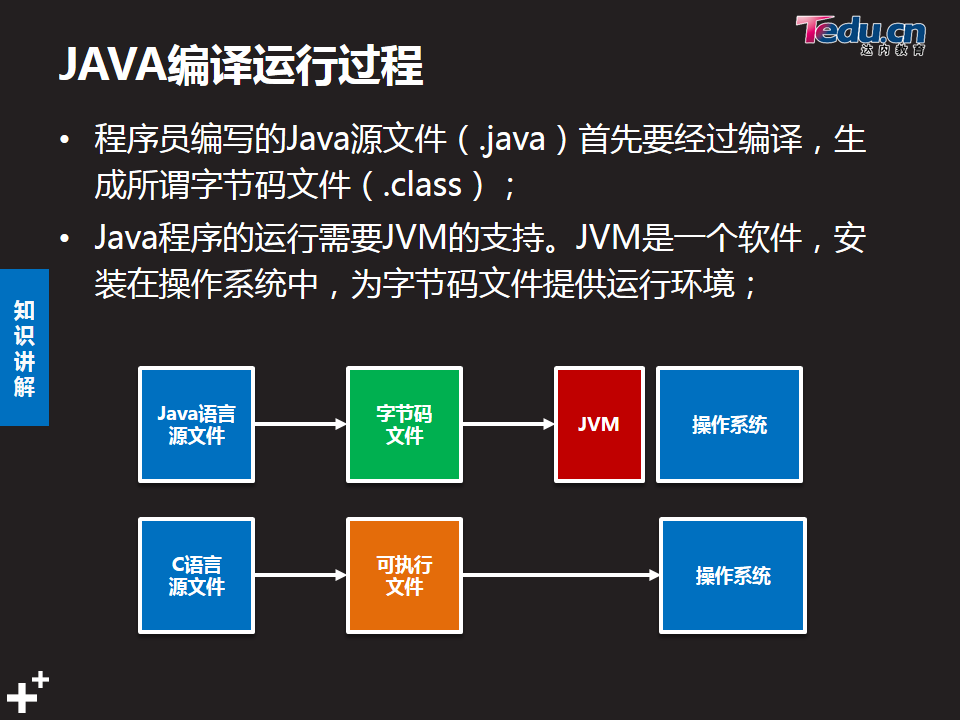 Tedu.cn
达内教育
JAVA编译运行过程
• 程序员编写的Java源文件（.java）首先要经过编译，生
成所谓字节码文件（.class）；
• Java程序的运行需要JVM的支持。JVM是一个软件，安
装在操作系统中，为字节码文件提供运行环境；
知
识
讲
解
Java语言
源文件
字节码
文件
JVM
操作系统
C语言
源文件
可执行
文件
操作系统